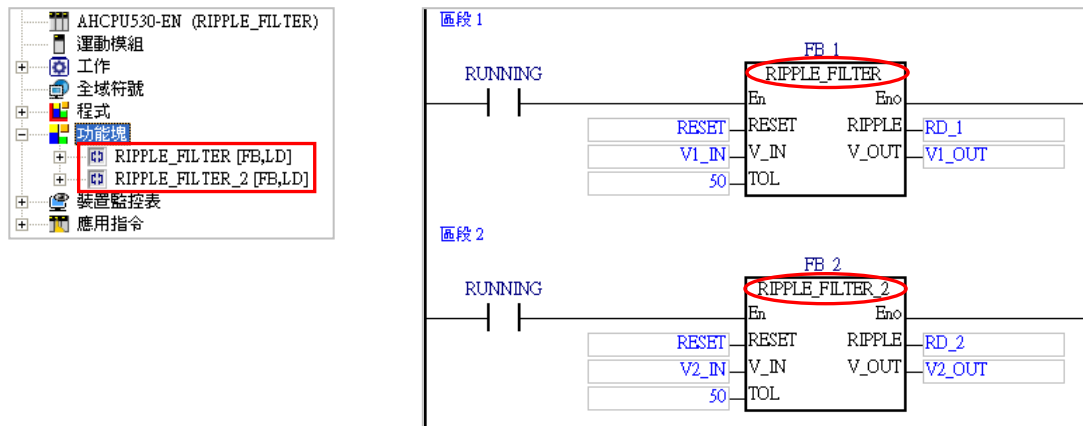 AHCPU530-EN (RIPPLE_FILTER)
運動模組
工作
全域符號
程式
功能塊
RIPPLE_FILTER [FB,LD]
RIPPLE_FILTER_2 [FB,LD]
裝置監控表
應用指令
區段 1
FB_1
RUNNING
RIPPLE_FILTER
En Eno
RESET RESET RIPPLE RD_1
V1_IN V_IN V_OUT V1_OUT
50 TOL
區段 2
FB_2
RUNNING
RIPPLE_FILTER_2
En Eno
RESET RESET RIPPLE RD_2
V2_IN V_IN V_OUT V2_OUT
50 TOL